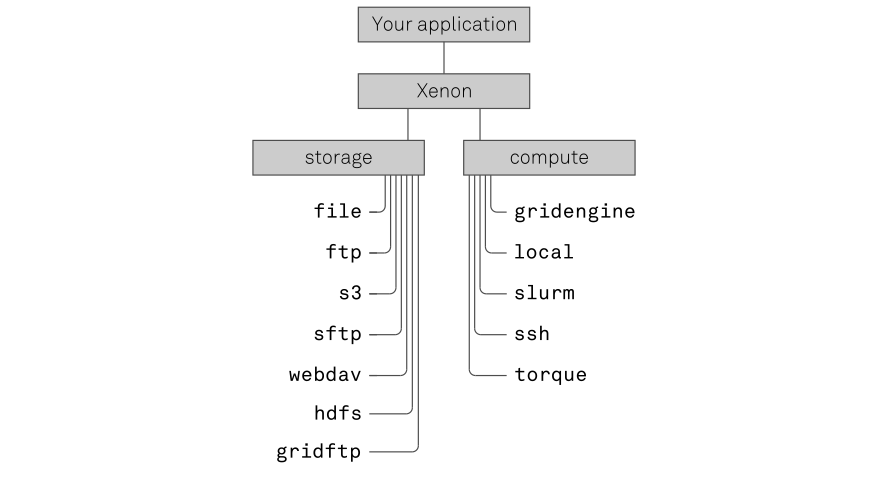 Your application
Xenon
storage
compute
file
ftp
s3
sftp
webdav
hdfs
gridftp
gridengine
local
slurm
ssh
torque